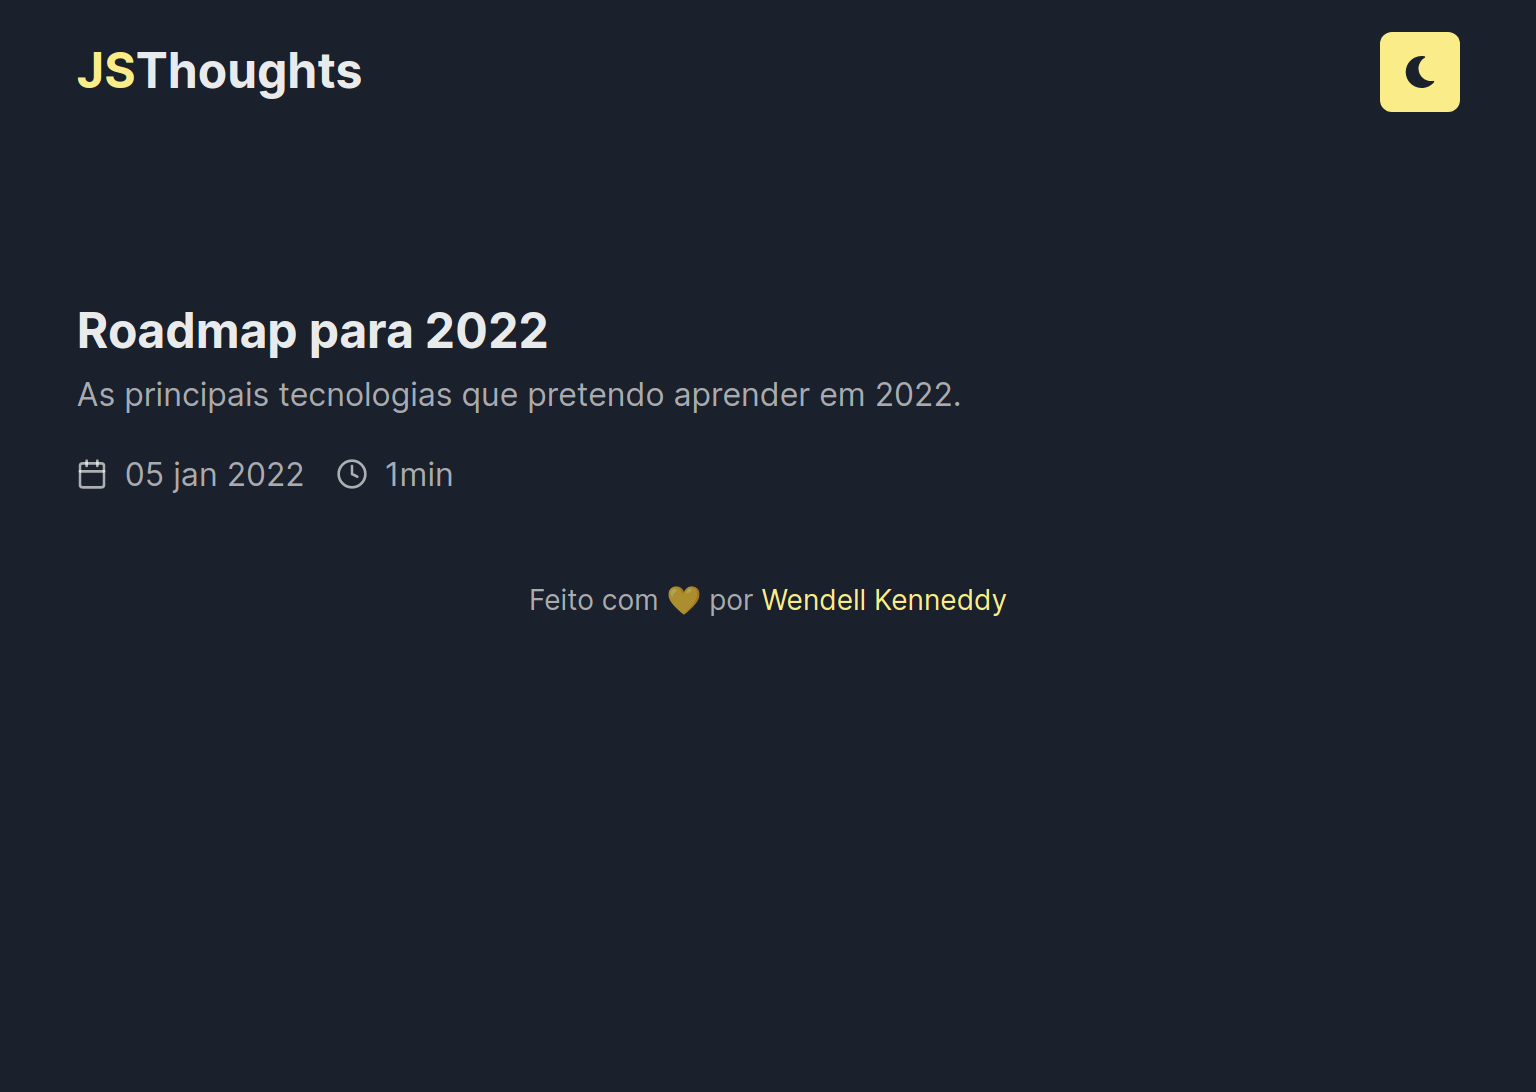 JSThoughts
Roadmap para 2022
As principais tecnologias que pretendo aprender em 2022.
05 jan 2022 1min
Feito com 💛 por Wendell Kenneddy